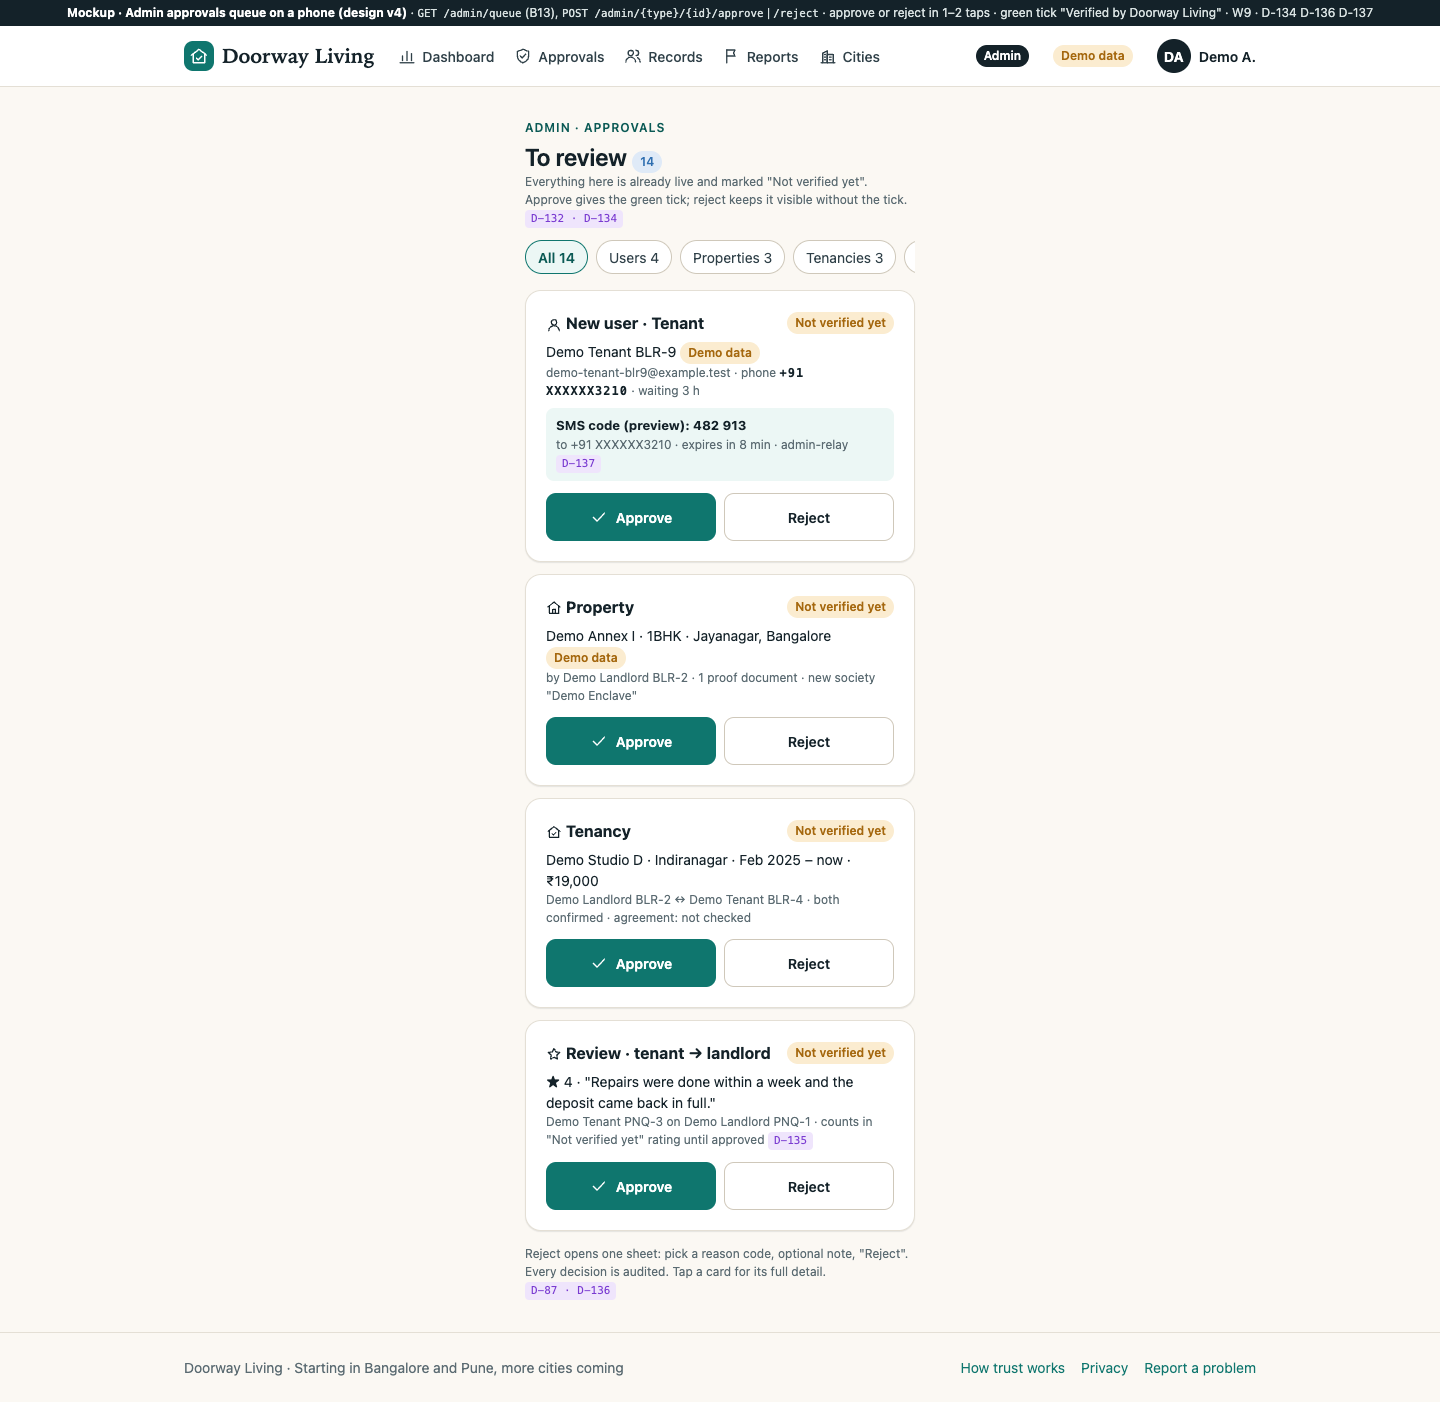 Mockup · Admin approvals queue on a phone (design v4) · GET /admin/queue (B13), POST /admin/{type}/{id}/approve|/reject · approve or reject in 1–2 taps · green tick "Verified by Doorway Living" · W9 · D-134 D-136 D-137
Doorway Living Dashboard Approvals Records Reports Cities Admin Demo data DA Demo A.
ADMIN · APPROVALS
To review 14
Everything here is already live and marked "Not verified yet".
Approve gives the green tick; reject keeps it visible without the tick.
D-132 · D-134
All 14 Users 4 Properties 3 Tenancies 3
New user · Tenant Not verified yet
Demo Tenant BLR-9 Demo data
demo-tenant-blr9@example.test · phone +91
XXXXXX3210 · waiting 3 h
SMS code (preview): 482 913
to +91 XXXXXX3210 · expires in 8 min · admin-relay
D-137
Approve Reject
Property Not verified yet
Demo Annex I · 1BHK · Jayanagar, Bangalore
Demo data
by Demo Landlord BLR-2 · 1 proof document · new society
"Demo Enclave"
Approve Reject
Tenancy Not verified yet
Demo Studio D · Indiranagar · Feb 2025 – now ·
₹19,000
Demo Landlord BLR-2 ↔ Demo Tenant BLR-4 · both
confirmed · agreement: not checked
Approve Reject
Review · tenant → landlord Not verified yet
★ 4 · "Repairs were done within a week and the
deposit came back in full."
Demo Tenant PNQ-3 on Demo Landlord PNQ-1 · counts in
"Not verified yet" rating until approved D-135
Approve Reject
Reject opens one sheet: pick a reason code, optional note, "Reject".
Every decision is audited. Tap a card for its full detail.
D-87 · D-136
Doorway Living · Starting in Bangalore and Pune, more cities coming How trust works Privacy Report a problem